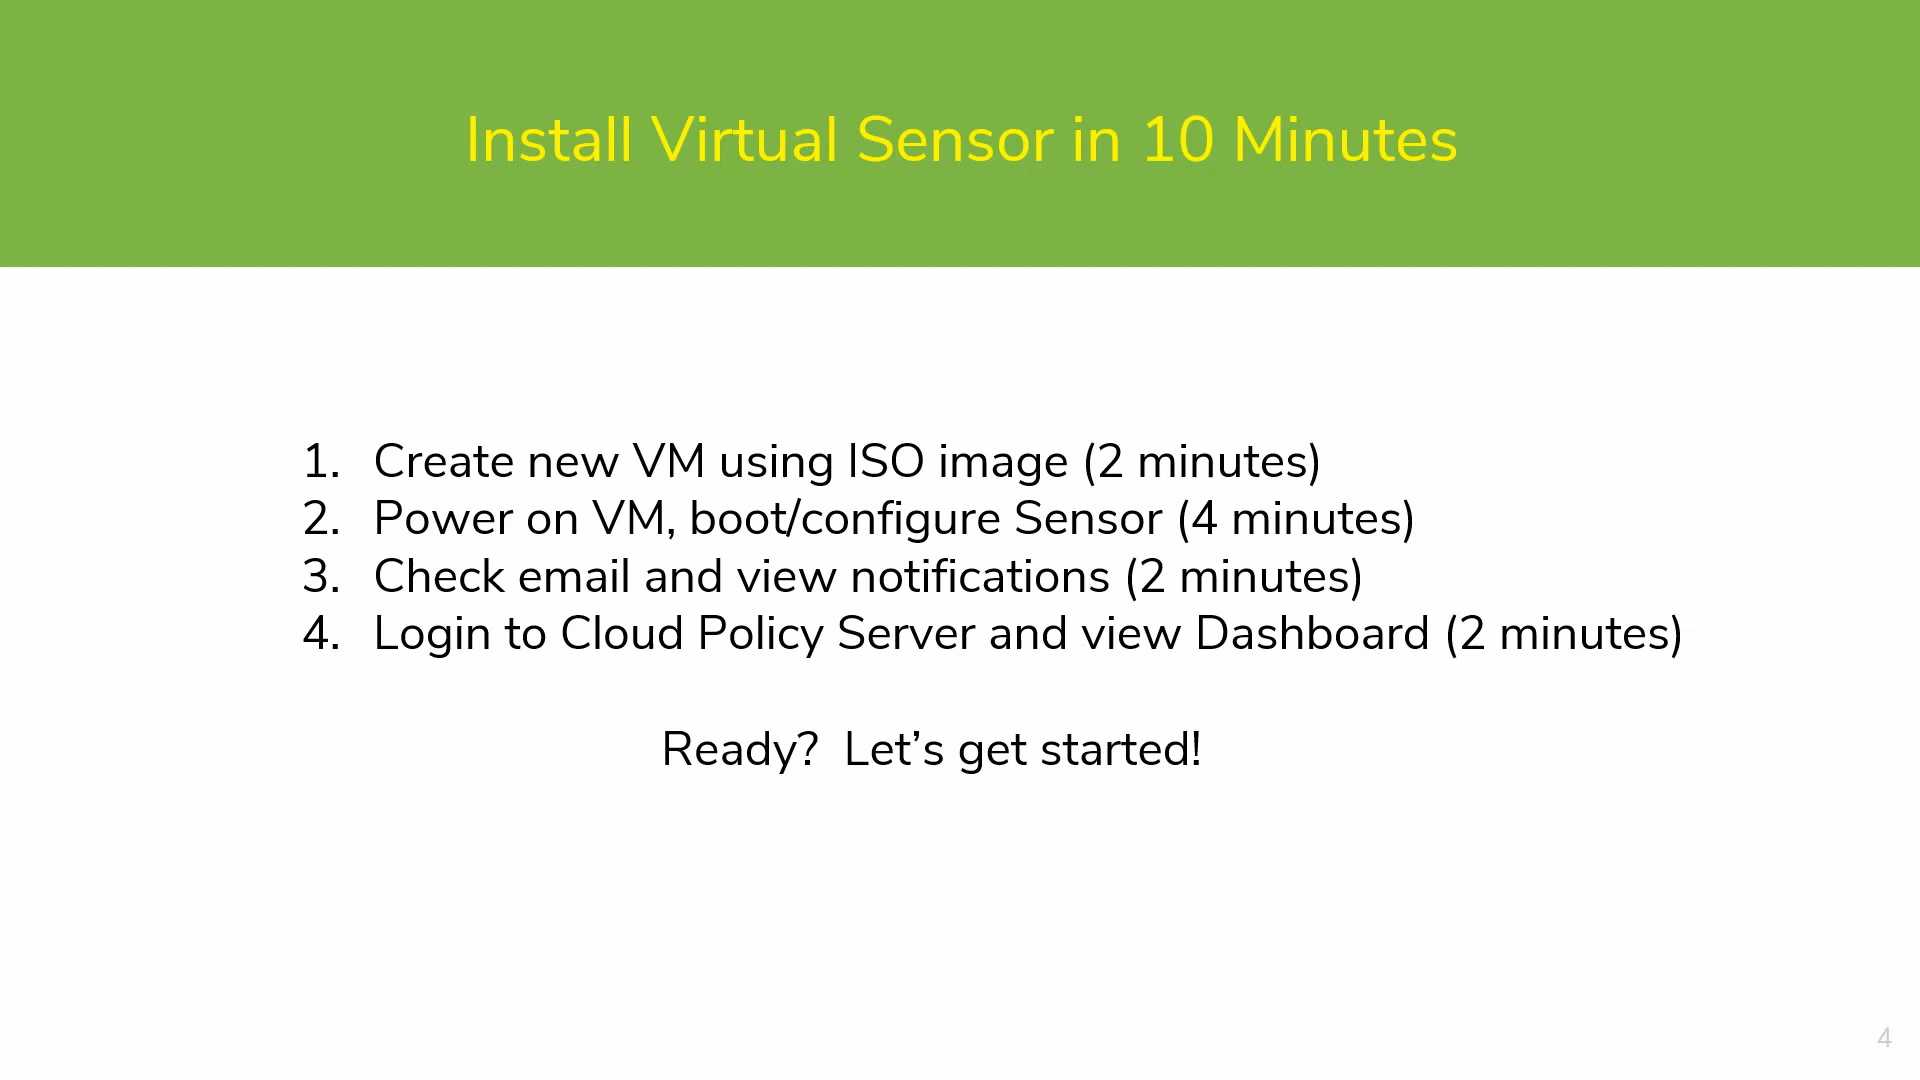 Install Virtual Sensor in 10 Minutes
1. Create new VM using ISO image (2 minutes)
2. Power on VM, boot/configure Sensor (4 minutes)
3. Check email and view notifications (2 minutes)
4. Login to Cloud Policy Server and view Dashboard (2 minutes)
Ready?  Let’s get started!
4